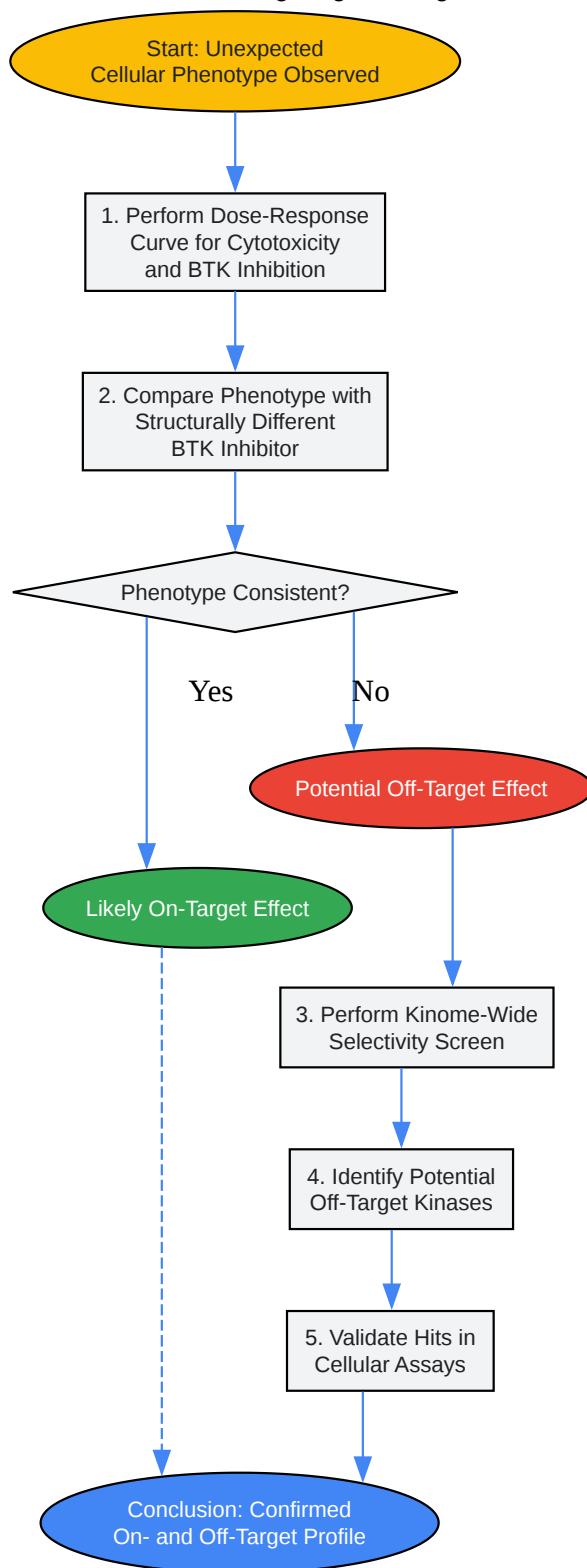 Start: Unexpected
Cellular Phenotype Observed
1. Perform Dose-Response
Curve for Cytotoxicity
and BTK Inhibition
2. Compare Phenotype with
Structurally Different
BTK Inhibitor
Phenotype Consistent?
Yes
No
Potential Off-Target Effect
Likely On-Target Effect
3. Perform Kinome-Wide
Selectivity Screen
4. Identify Potential
Off-Target Kinases
5. Validate Hits in
Cellular Assays
Conclusion: Confirmed
On- and Off-Target Profile